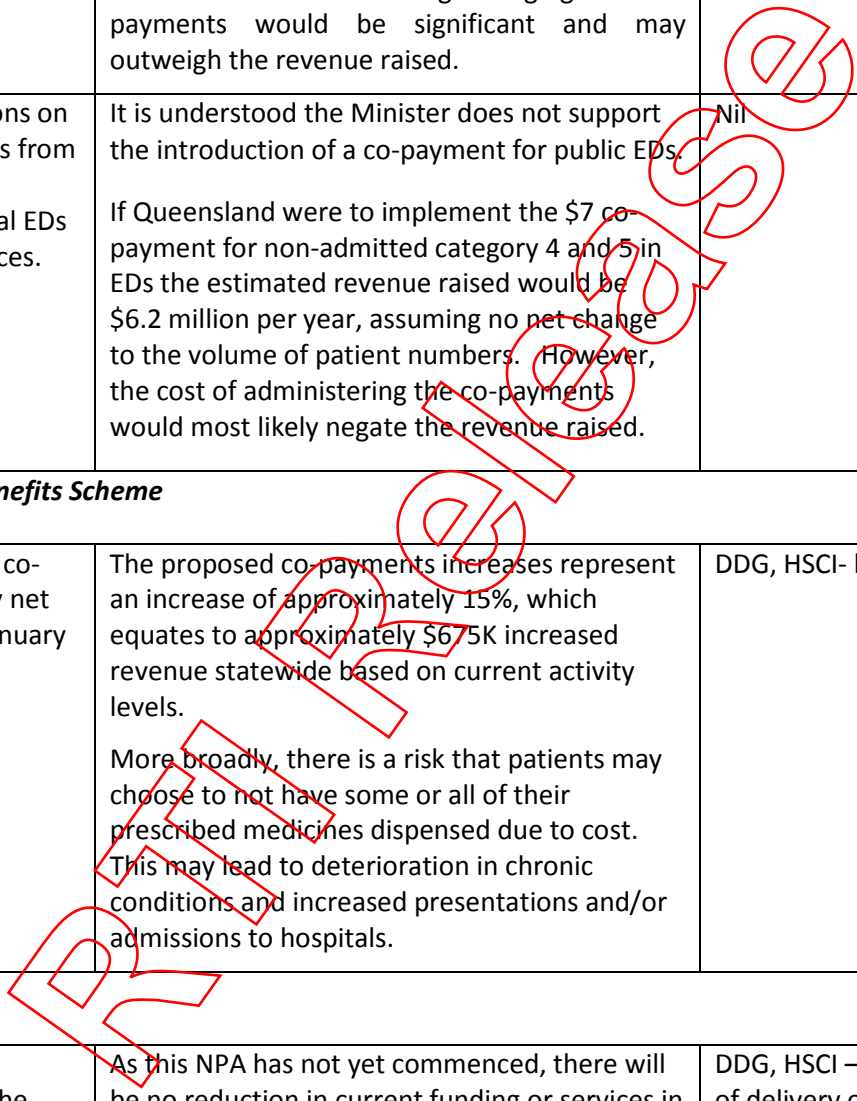 payments would be significant and may
outweigh the revenue raised.
ons on
s from
al EDs
ces.
It is understood the Minister does not support
the introduction of a co-payment for public EDs.
If Queensland were to implement the $7 co-
payment for non-admitted category 4 and 5 in
EDs the estimated revenue raised would be
$6.2 million per year, assuming no net change
to the volume of patient numbers. However,
the cost of administering the co-payments
would most likely negate the revenue raised.
Nil
nefits Scheme
co-
net
nuary
The proposed co-payments increases represent
an increase of approximately 15%, which
equates to approximately $675K increased
revenue statewide based on current activity
levels.
More broadly, there is a risk that patients may
choose to not have some or all of their
prescribed medicines dispensed due to cost.
This may lead to deterioration in chronic
conditions and increased presentations and/or
admissions to hospitals.
DDG, HSCI-
he
As this NPA has not yet commenced, there will
be no reduction in current funding or services in
DDG, HSCI –
of delivery
RTI Release